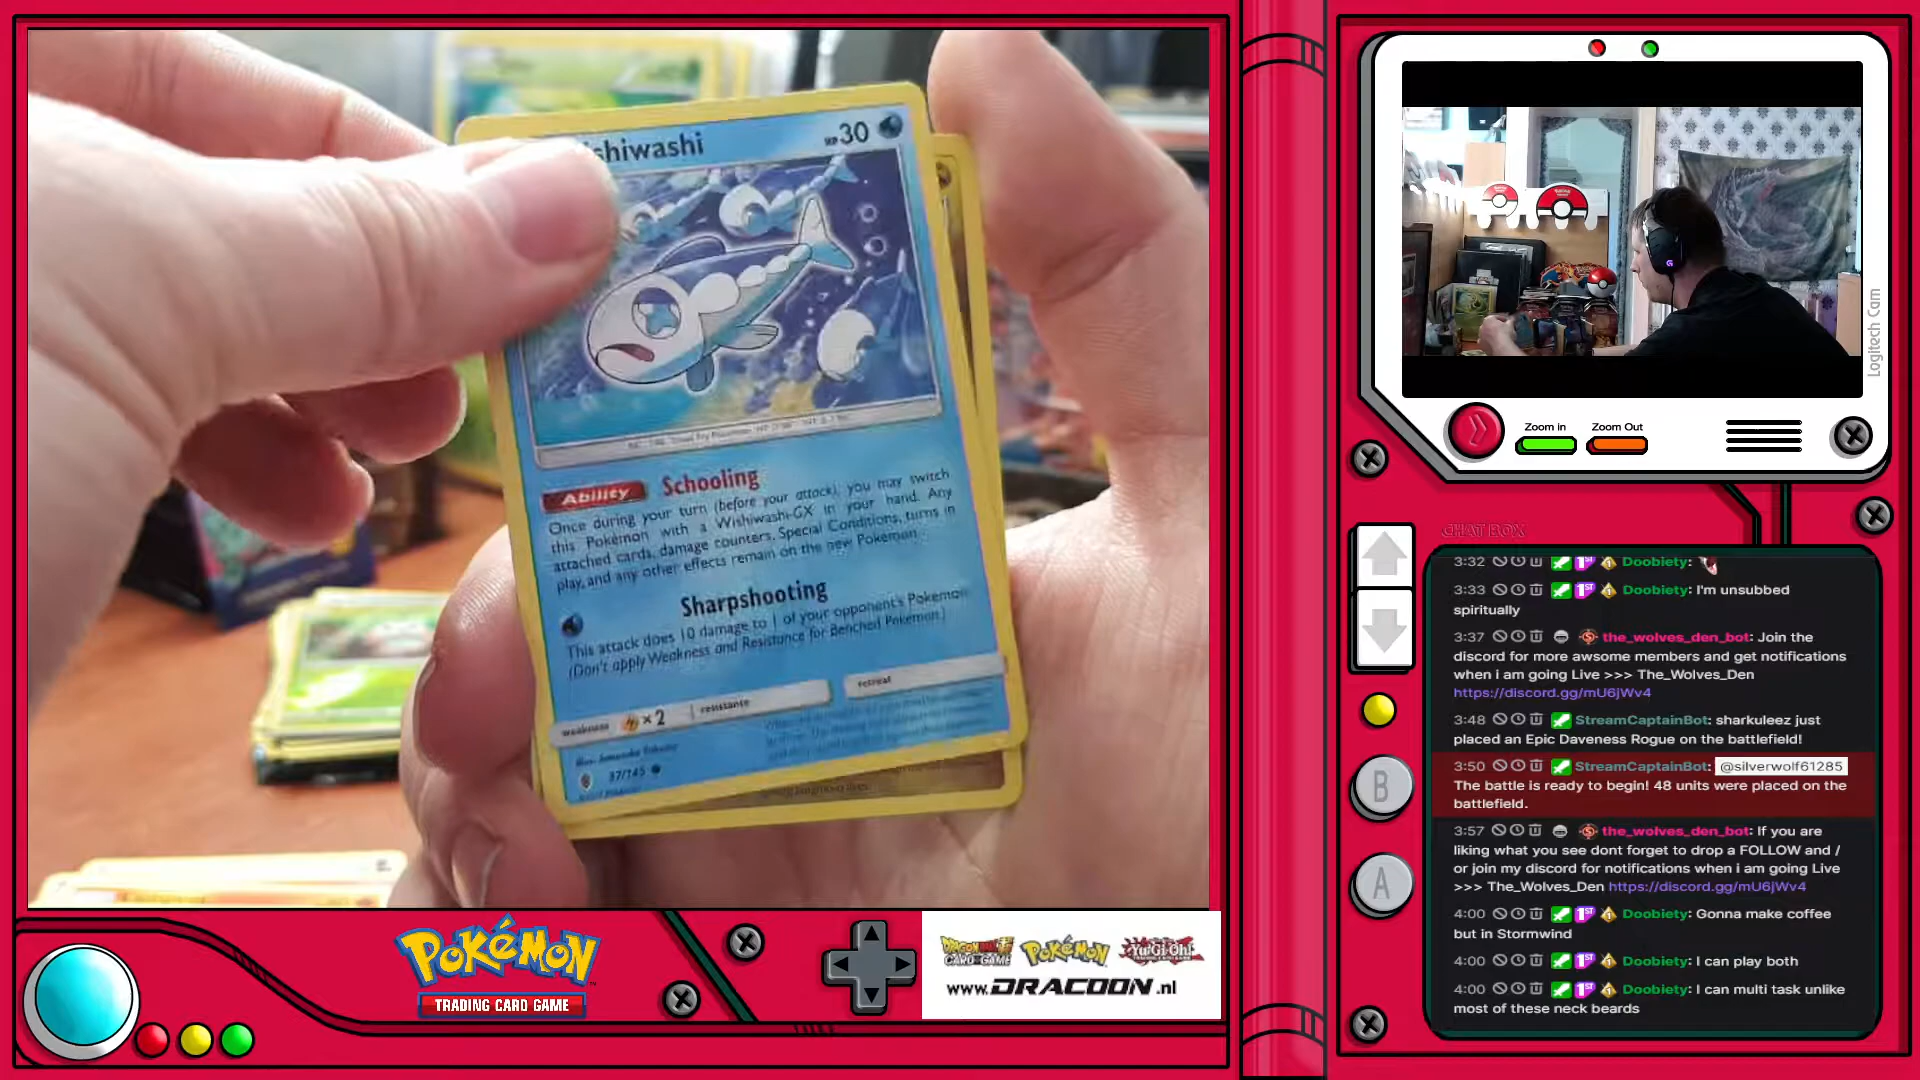 shiwashi
HP30
Ability Schooling
Once during your turn (before your attack), you may switch
this Pokémon with a Wishiwashi-GX in your hand. Any
attached cards, damage counters, Special Conditions, turns in
play, and any other effects remain on the new Pokémon.
Sharpshooting
This attack does 10 damage to 1 of your opponent's Pokémon.
(Don't apply Weakness and Resistance for Benched Pokémon.)
weakness ×2 resistance
retreat
37/145
POKéMON
TRADING CARD GAME
DRAGON BALL CARD GAME POKéMON Yu-Gi-Oh!
www.DRACOON.nl
Logitech Cam
Zoom in Zoom Out
CHAT BOX
3:32 Doobiety:
3:33 Doobiety: I'm unsubbed
spiritually
3:37 the_wolves_den_bot: Join the
discord for more awsome members and get notifications
when i am going Live >>> The_Wolves_Den
https://discord.gg/mU6jWv4
3:48 StreamCaptainBot: sharkuleez just
placed an Epic Daveness Rogue on the battlefield!
3:50 StreamCaptainBot: @silverwolf61285
The battle is ready to begin! 48 units were placed on the
battlefield.
3:57 the_wolves_den_bot: If you are
liking what you see dont forget to drop a FOLLOW and /
or join my discord for notifications when i am going Live
>>> The_Wolves_Den https://discord.gg/mU6jWv4
4:00 Doobiety: Gonna make coffee
but in Stormwind
4:00 Doobiety: I can play both
4:00 Doobiety: I can multi task unlike
most of these neck beards
B
A